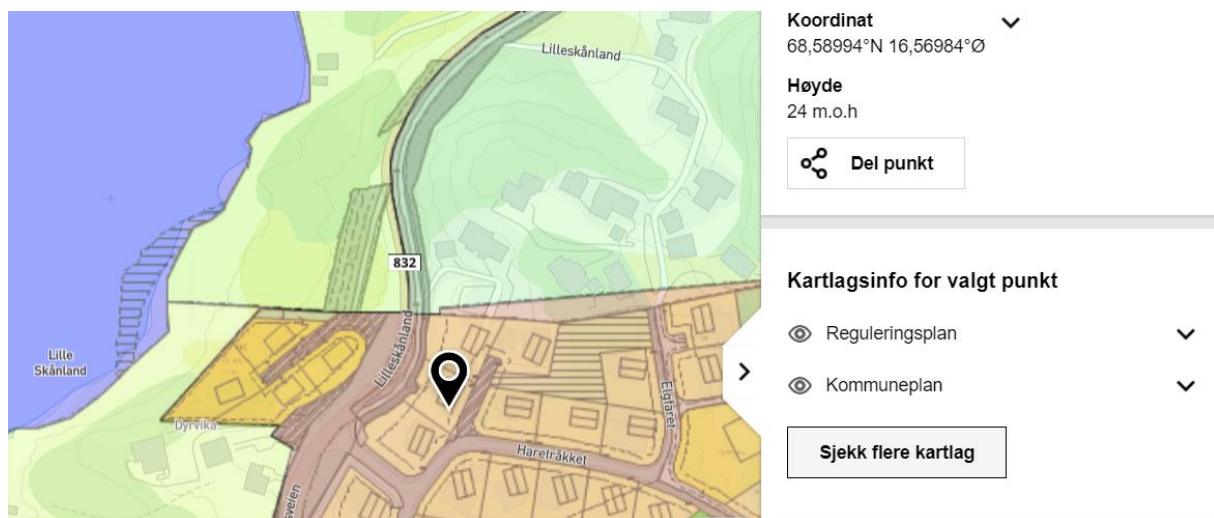 Lilleskånland
832
Lilleskånland
Lille
Skånland
Dyrvika
Elgfaret
Haretråkket
sveien
Koordinat
68,58994°N 16,56984°Ø
Høyde
24 m.o.h
Del punkt
Kartlagsinfo for valgt punkt
Reguleringsplan
Kommuneplan
Sjekk flere kartlag